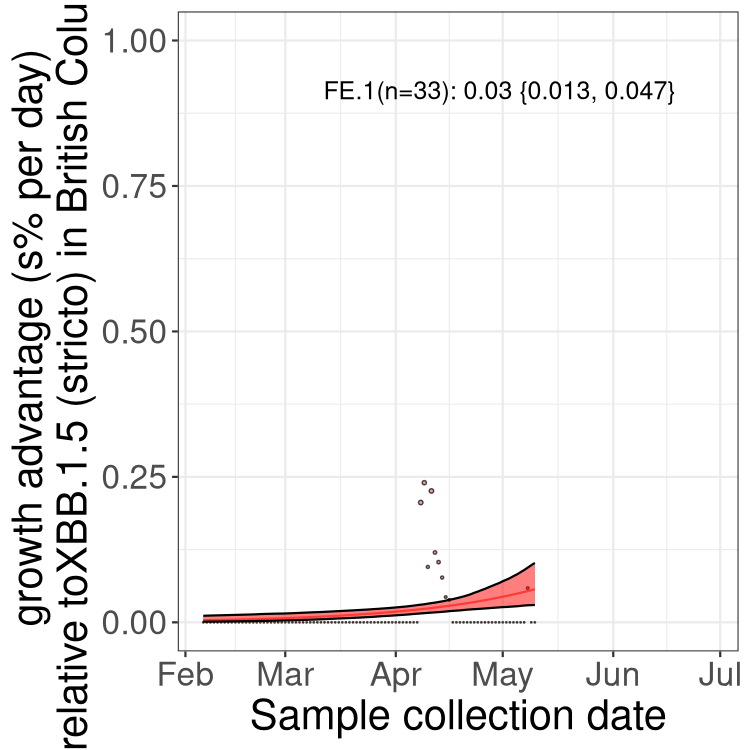 growth advantage (s% per day)
relative toXBB.1.5 (stricto) in British Colu
1.00
0.75
0.50
0.25
0.00
FE.1(n=33): 0.03 {0.013, 0.047}
Feb Mar Apr May Jun Jul
Sample collection date